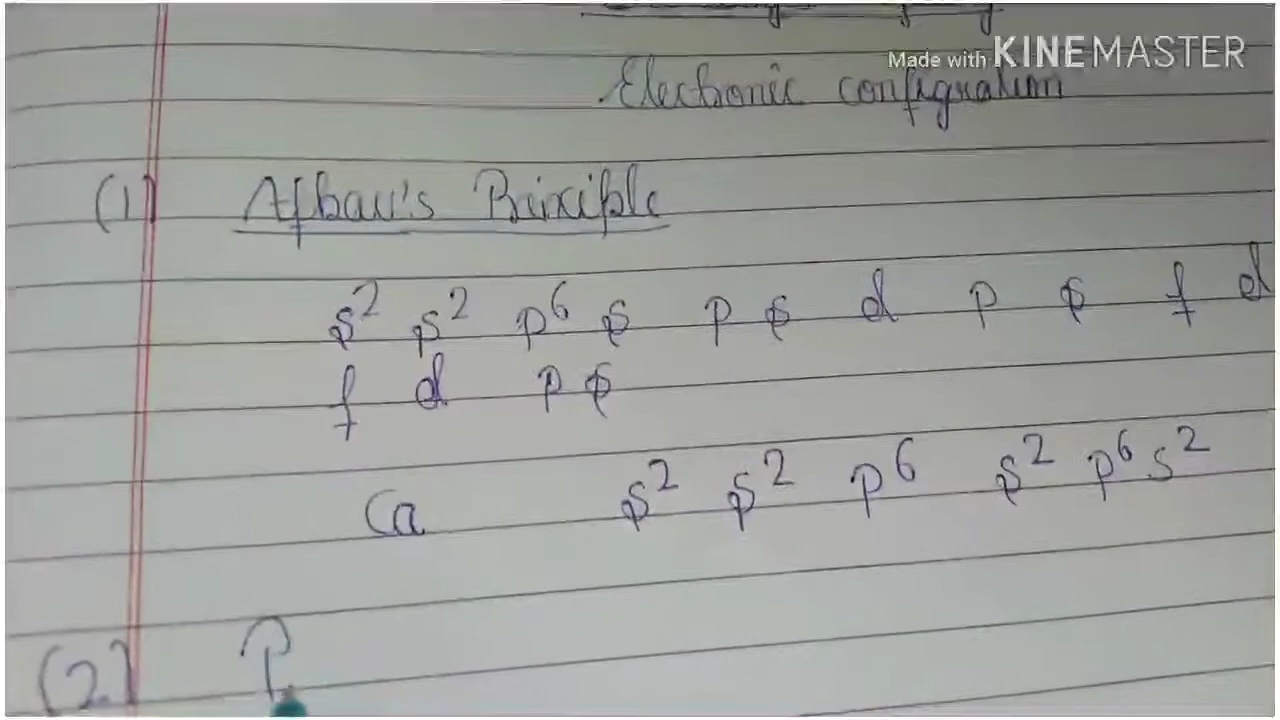 Made with KINEMASTER
Electronic configuration
(1) Afbau's Principle
s² s² p⁶ s p s d p s f d
f d p s
Ca s² s² p⁶ s² p⁶ s²
(2.) P